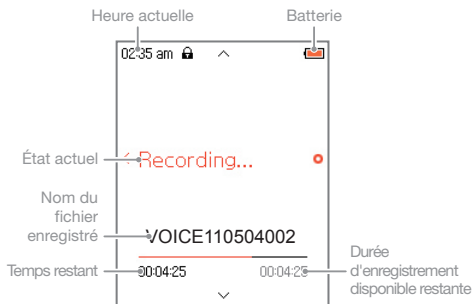 Heure actuelle
Batterie
02:35 am
État actuel
Recording...
Nom du
fichier
enregistré
VOICE110504002
Temps restant
00:04:25
00:04:25
Durée
d'enregistrement
disponible restante